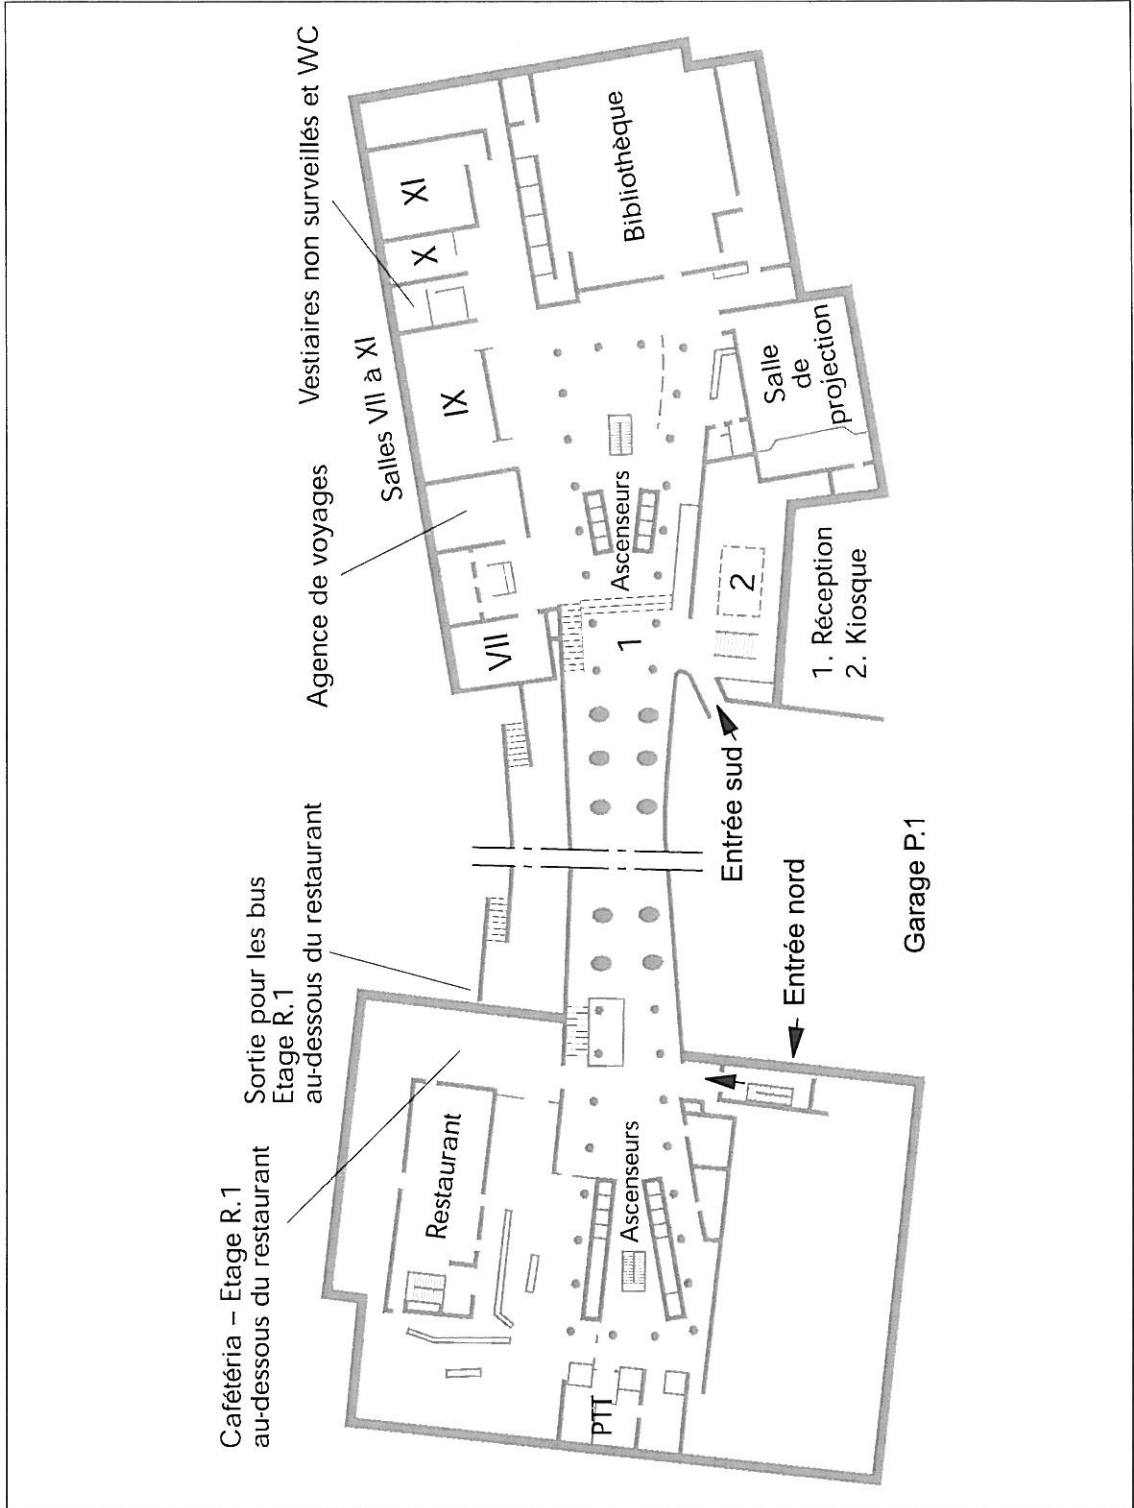 Cafétéria – Etage R.1
au-dessous du restaurant
Sortie pour les bus
Etage R.1
au-dessous du restaurant
Agence de voyages
Vestiaires non surveillés et WC
Salles VII à XI
Restaurant
VII
IX
X
XI
PTT
Ascenseurs
1
Ascenseurs
Bibliothèque
Entrée nord
Entrée sud
2
Salle
de
projection
1. Réception
2. Kiosque
Garage P.1